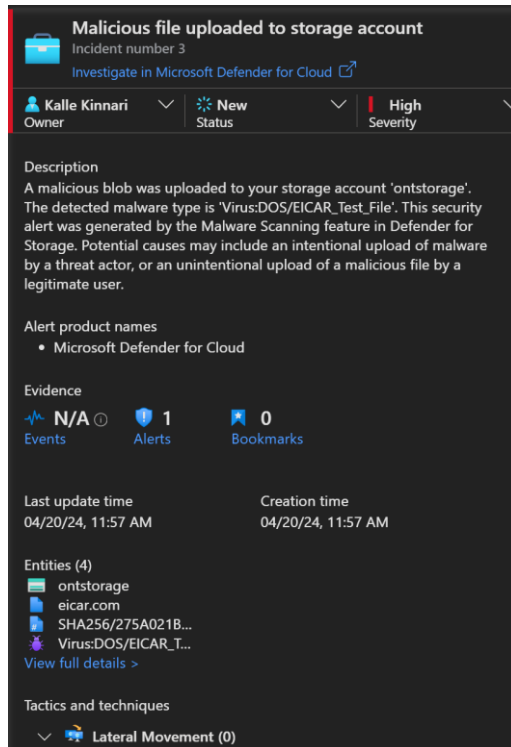 Malicious file uploaded to storage account
Incident number 3
Investigate in Microsoft Defender for Cloud
Kalle Kinnari
Owner
New
Status
High
Severity
Description
A malicious blob was uploaded to your storage account 'ontstorage'.
The detected malware type is 'Virus:DOS/EICAR_Test_File'. This security
alert was generated by the Malware Scanning feature in Defender for
Storage. Potential causes may include an intentional upload of malware
by a threat actor, or an unintentional upload of a malicious file by a
legitimate user.
Alert product names
• Microsoft Defender for Cloud
Evidence
N/A
Events
1
Alerts
0
Bookmarks
Last update time
04/20/24, 11:57 AM
Creation time
04/20/24, 11:57 AM
Entities (4)
ontstorage
eicar.com
SHA256/275A021B...
Virus:DOS/EICAR_T...
View full details >
Tactics and techniques
Lateral Movement (0)